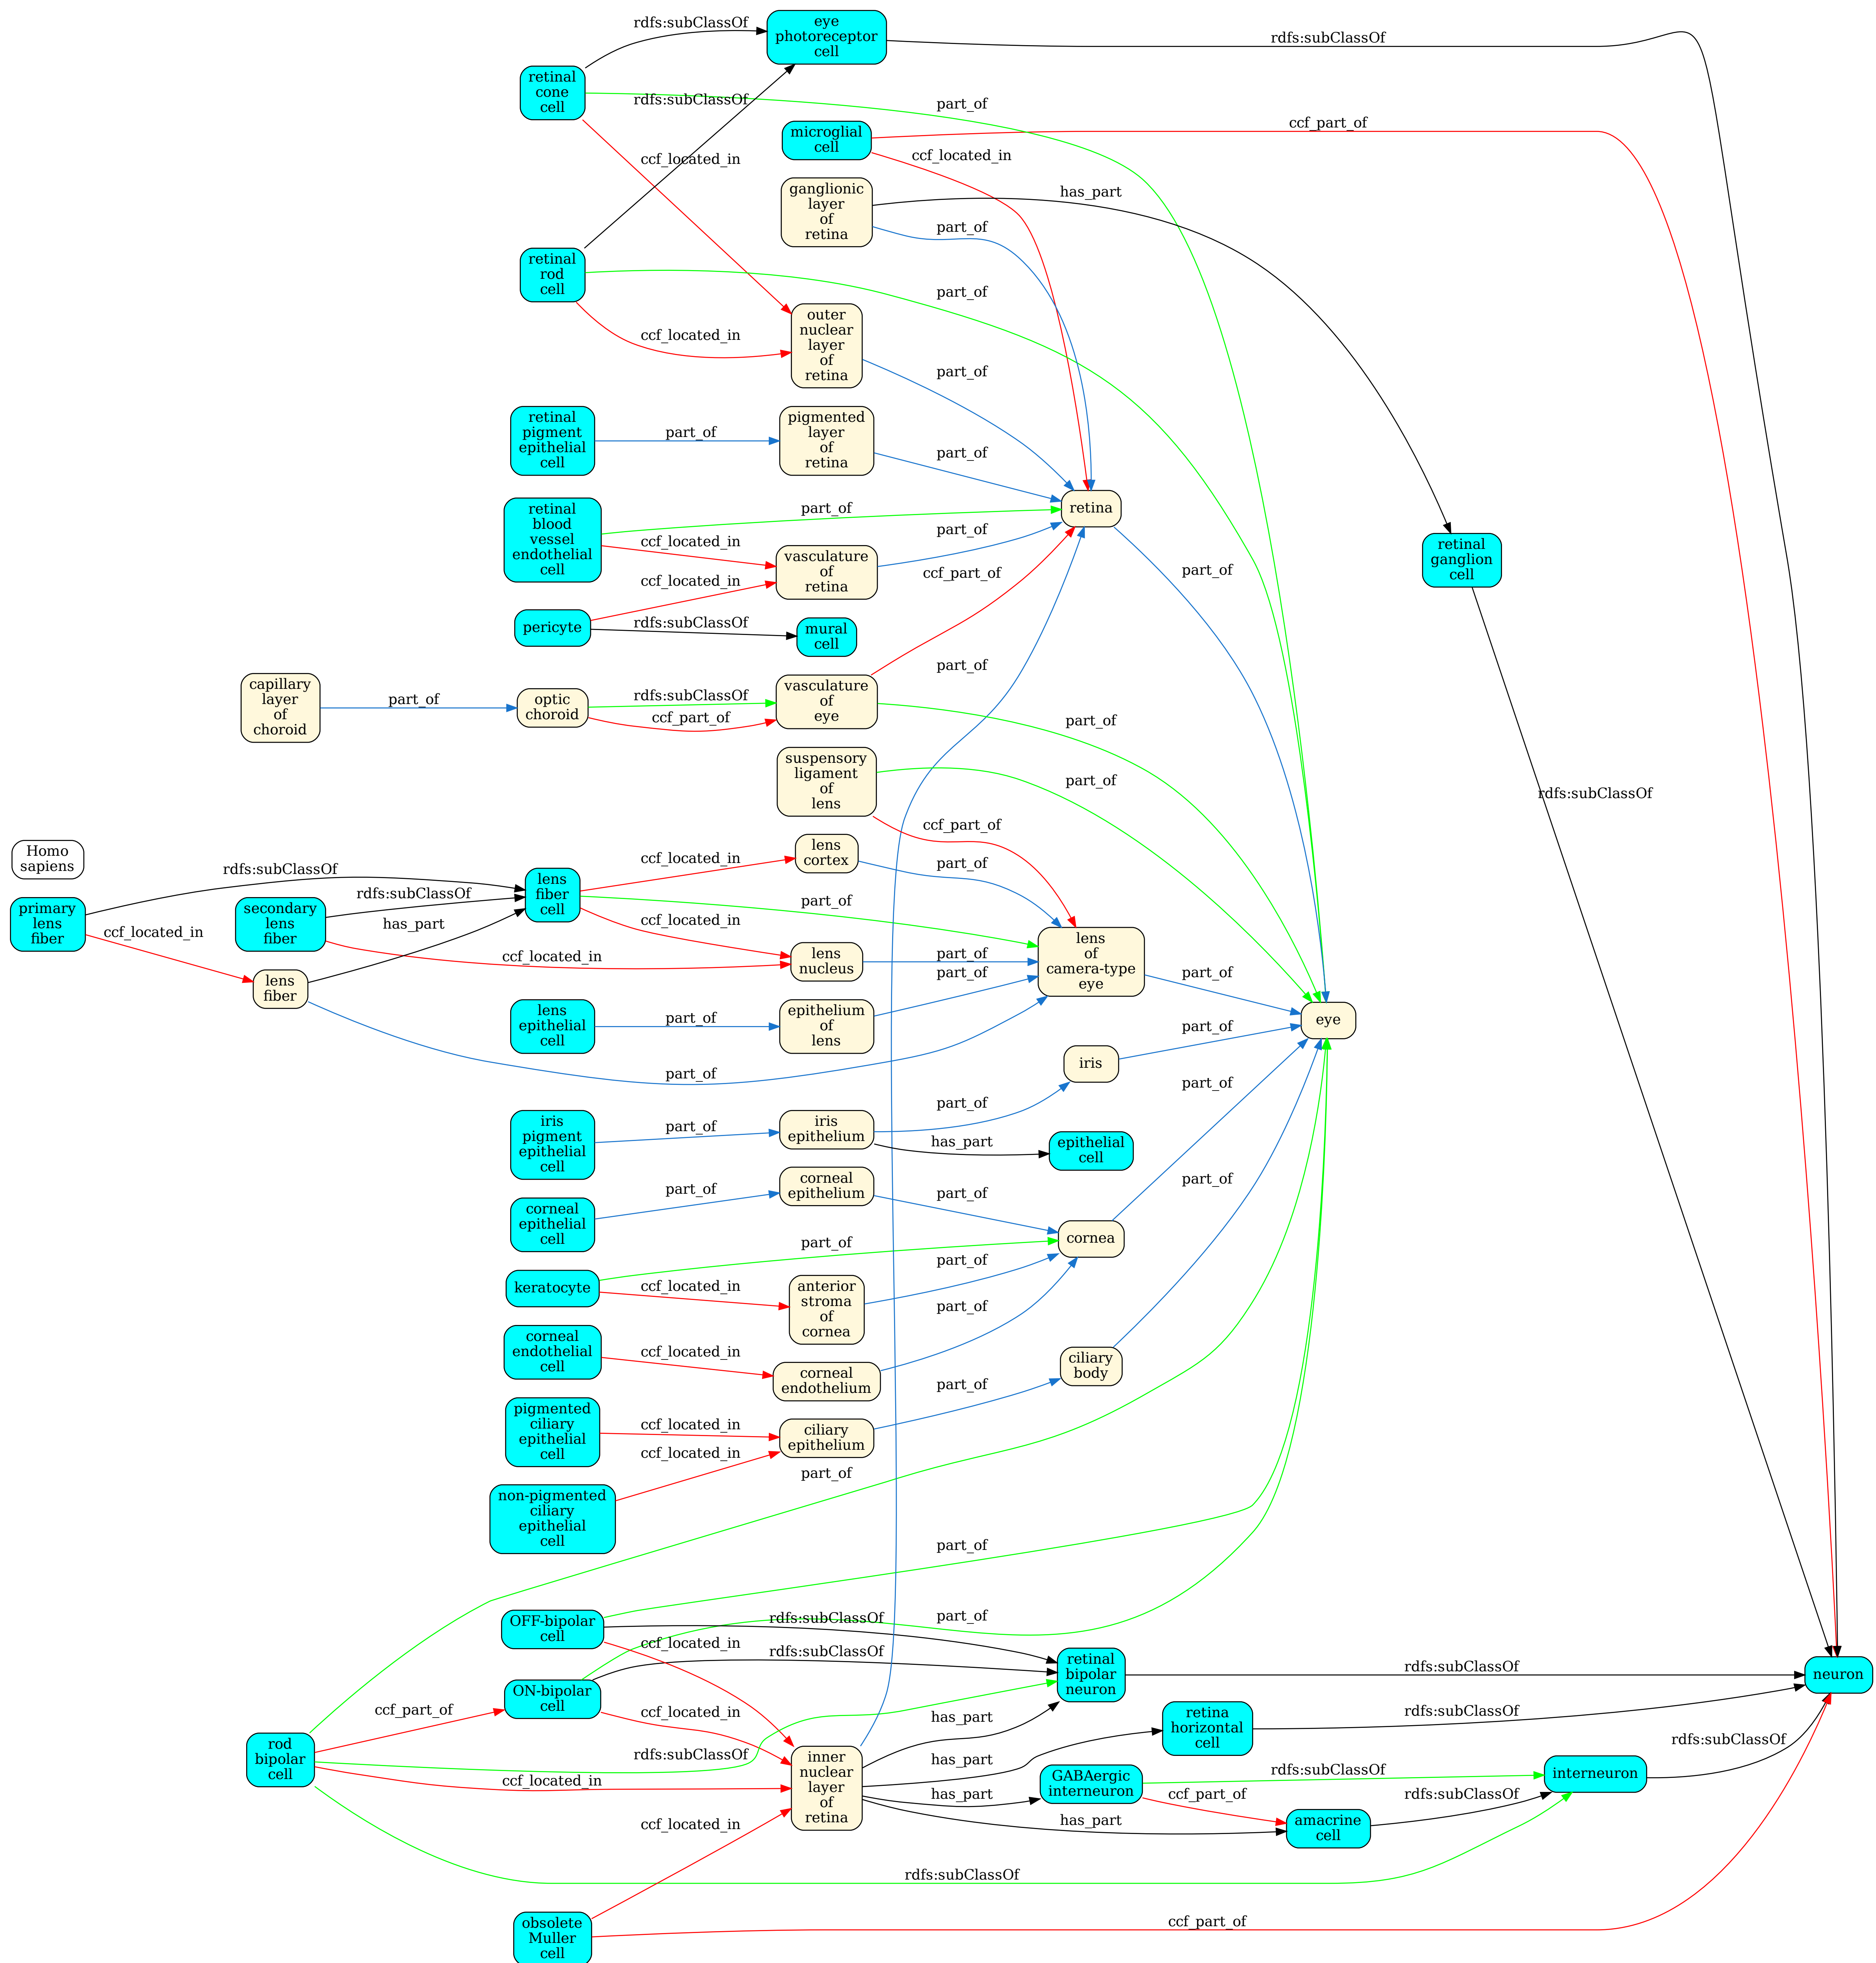 eye
photoreceptor
cell
rdfs:subClassOf
rdfs:subClassOf
retinal
cone
cell
rdfs:subClassOf
part_of
microglial
cell
ccf_part_of
ccf_located_in
ccf_located_in
ganglionic
layer
of
retina
has_part
part_of
retinal
rod
cell
part_of
ccf_located_in
outer
nuclear
layer
of
retina
part_of
retinal
pigment
epithelial
cell
part_of
pigmented
layer
of
retina
part_of
retina
retinal
blood
vessel
endothelial
cell
part_of
ccf_located_in
part_of
vasculature
of
retina
ccf_located_in
ccf_part_of
part_of
retinal
ganglion
cell
pericyte
rdfs:subClassOf
mural
cell
part_of
capillary
layer
of
choroid
part_of
optic
choroid
rdfs:subClassOf
ccf_part_of
vasculature
of
eye
part_of
suspensory
ligament
of
lens
part_of
rdfs:subClassOf
ccf_part_of
Homo
sapiens
rdfs:subClassOf
primary
lens
fiber
ccf_located_in
secondary
lens
fiber
rdfs:subClassOf
has_part
lens
fiber
lens
fiber
cell
ccf_located_in
part_of
ccf_located_in
ccf_located_in
lens
cortex
part_of
lens
nucleus
part_of
part_of
lens
of
camera-type
eye
part_of
lens
epithelial
cell
part_of
epithelium
of
lens
part_of
eye
part_of
iris
iris
pigment
epithelial
cell
part_of
iris
epithelium
part_of
has_part
epithelial
cell
part_of
corneal
epithelial
cell
part_of
corneal
epithelium
part_of
part_of
cornea
keratocyte
part_of
ccf_located_in
anterior
stroma
of
cornea
part_of
part_of
corneal
endothelial
cell
ccf_located_in
corneal
endothelium
ciliary
body
part_of
pigmented
ciliary
epithelial
cell
ccf_located_in
ccf_located_in
ciliary
epithelium
part_of
non-pigmented
ciliary
epithelial
cell
part_of
OFF-bipolar
cell
rdfs:subClassOf
part_of
ccf_located_in
rdfs:subClassOf
ON-bipolar
cell
ccf_part_of
ccf_located_in
retinal
bipolar
neuron
rdfs:subClassOf
neuron
rod
bipolar
cell
rdfs:subClassOf
ccf_located_in
inner
nuclear
layer
of
retina
has_part
has_part
has_part
has_part
retina
horizontal
cell
rdfs:subClassOf
GABAergic
interneuron
rdfs:subClassOf
ccf_part_of
amacrine
cell
rdfs:subClassOf
interneuron
rdfs:subClassOf
ccf_located_in
rdfs:subClassOf
obsolete
Muller
cell
ccf_part_of